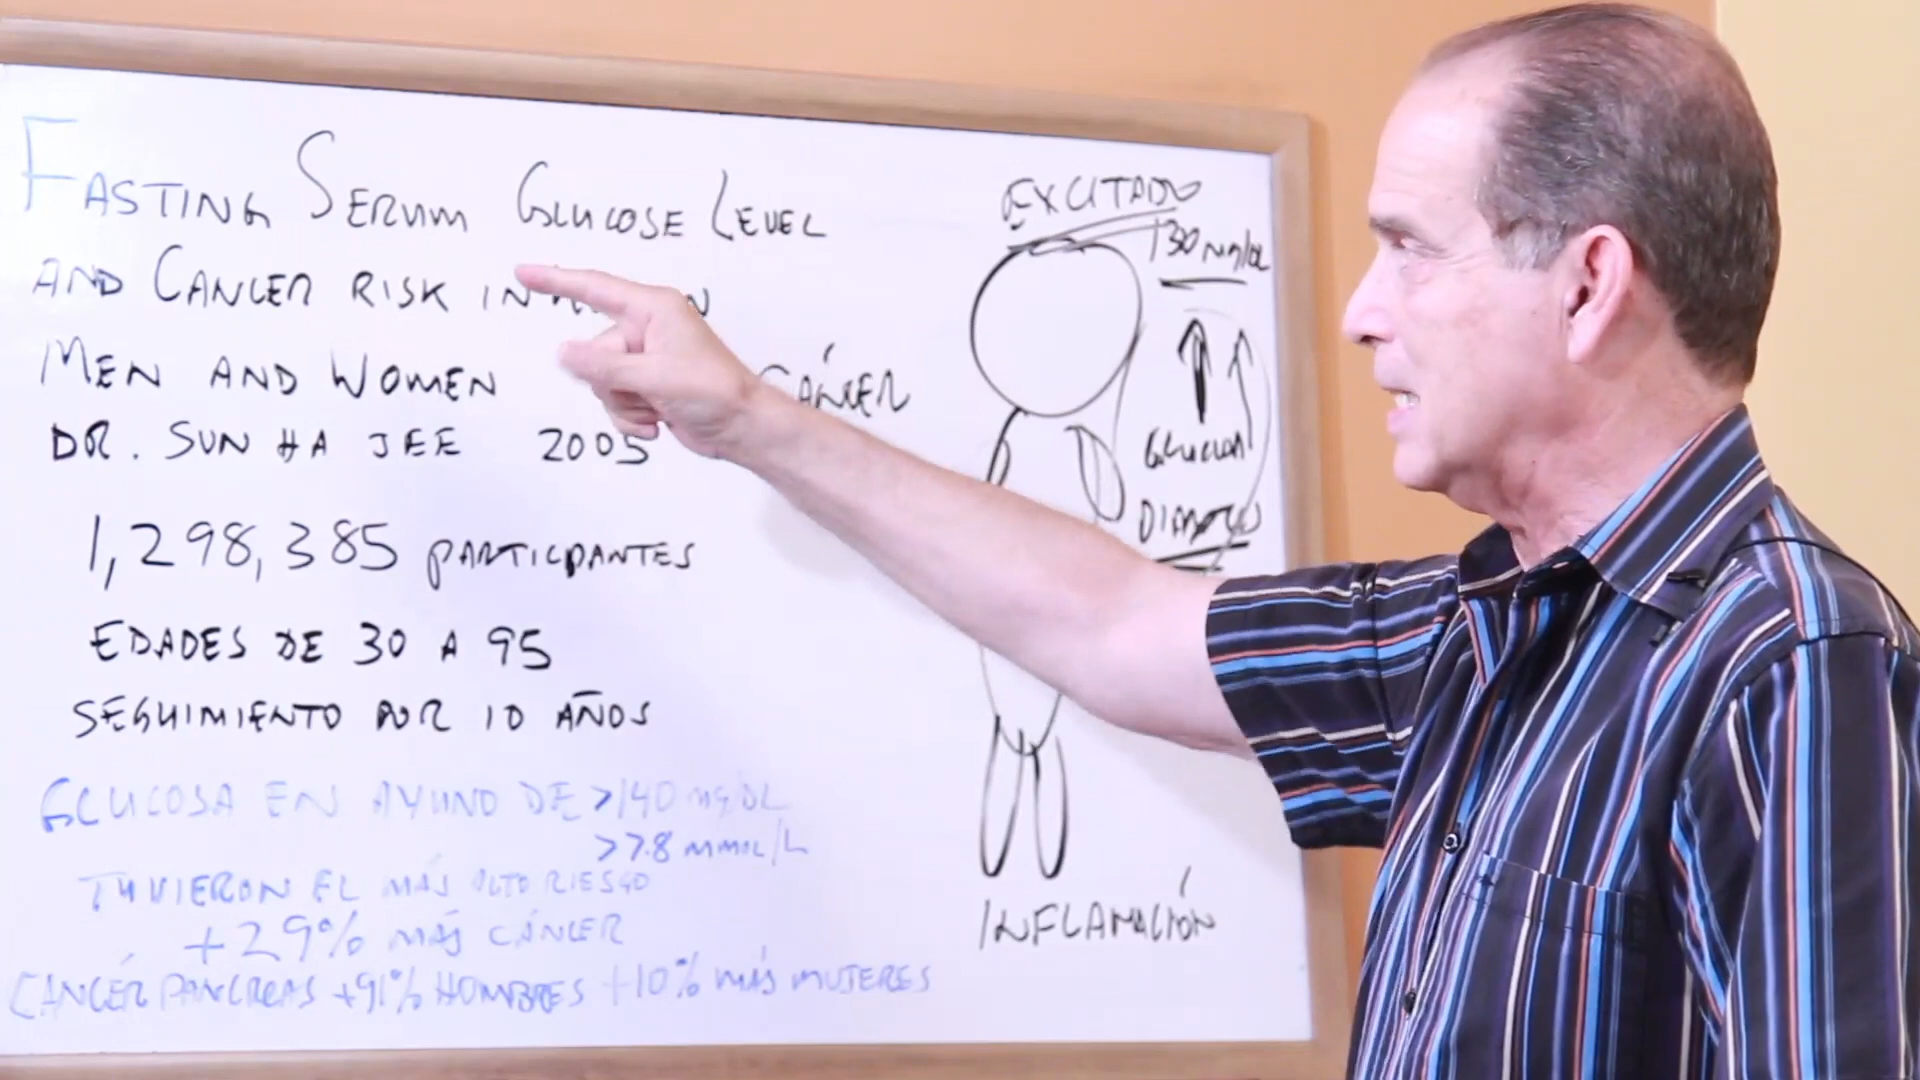 FASTING SERUM GLUCOSE LEVEL
AND CANCER RISK IN
MEN AND WOMEN
DR. SUN HA JEE 2005
1,298,385 PARTICPANTES
EDADES DE 30 A 95
SEGUIMIENTO POR 10 AÑOS
GLUCOSA EN AYUNO DE >140 mg/DL
>7.8 mmol/L
TUVIERON EL MÁS ALTO RIESGO
+29% MÁS CÁNCER
CANCÉR PANCREAS +91% HOMBRES +10% MÁS MUJERES
CÁNCER
EXCITADO
130 mg/dL
GLUCOSA
DIABETES
INFLAMACIÓN